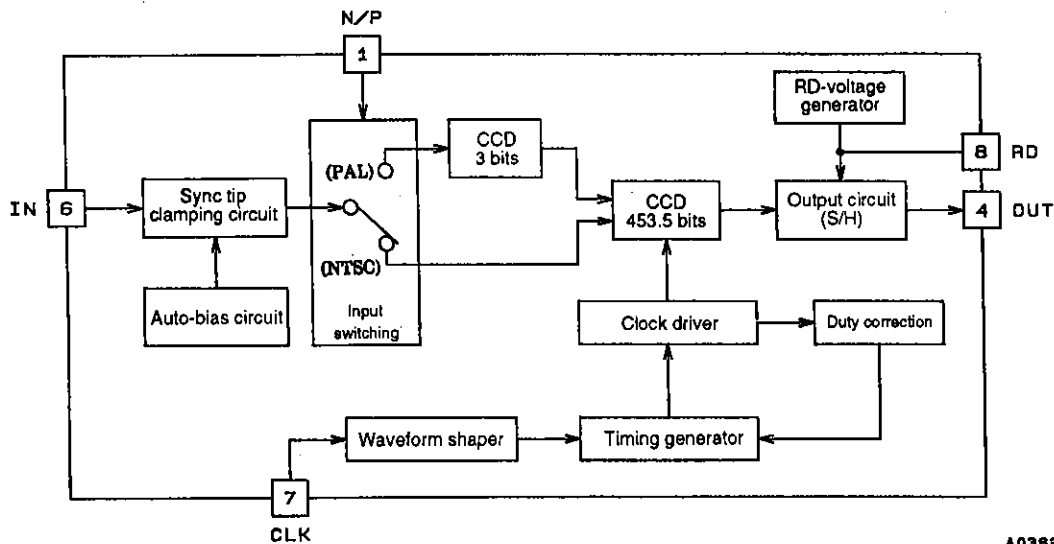 N/P
1
RD-voltage
generator
CCD
3 bits
(PAL)
8 RD
IN 6
Sync tip
clamping circuit
CCD
453.5 bits
Output circuit
(S/H)
4 OUT
(NTSC)
Auto-bias circuit
Input
switching
Clock driver
Duty correction
Waveform shaper
Timing generator
7
CLK